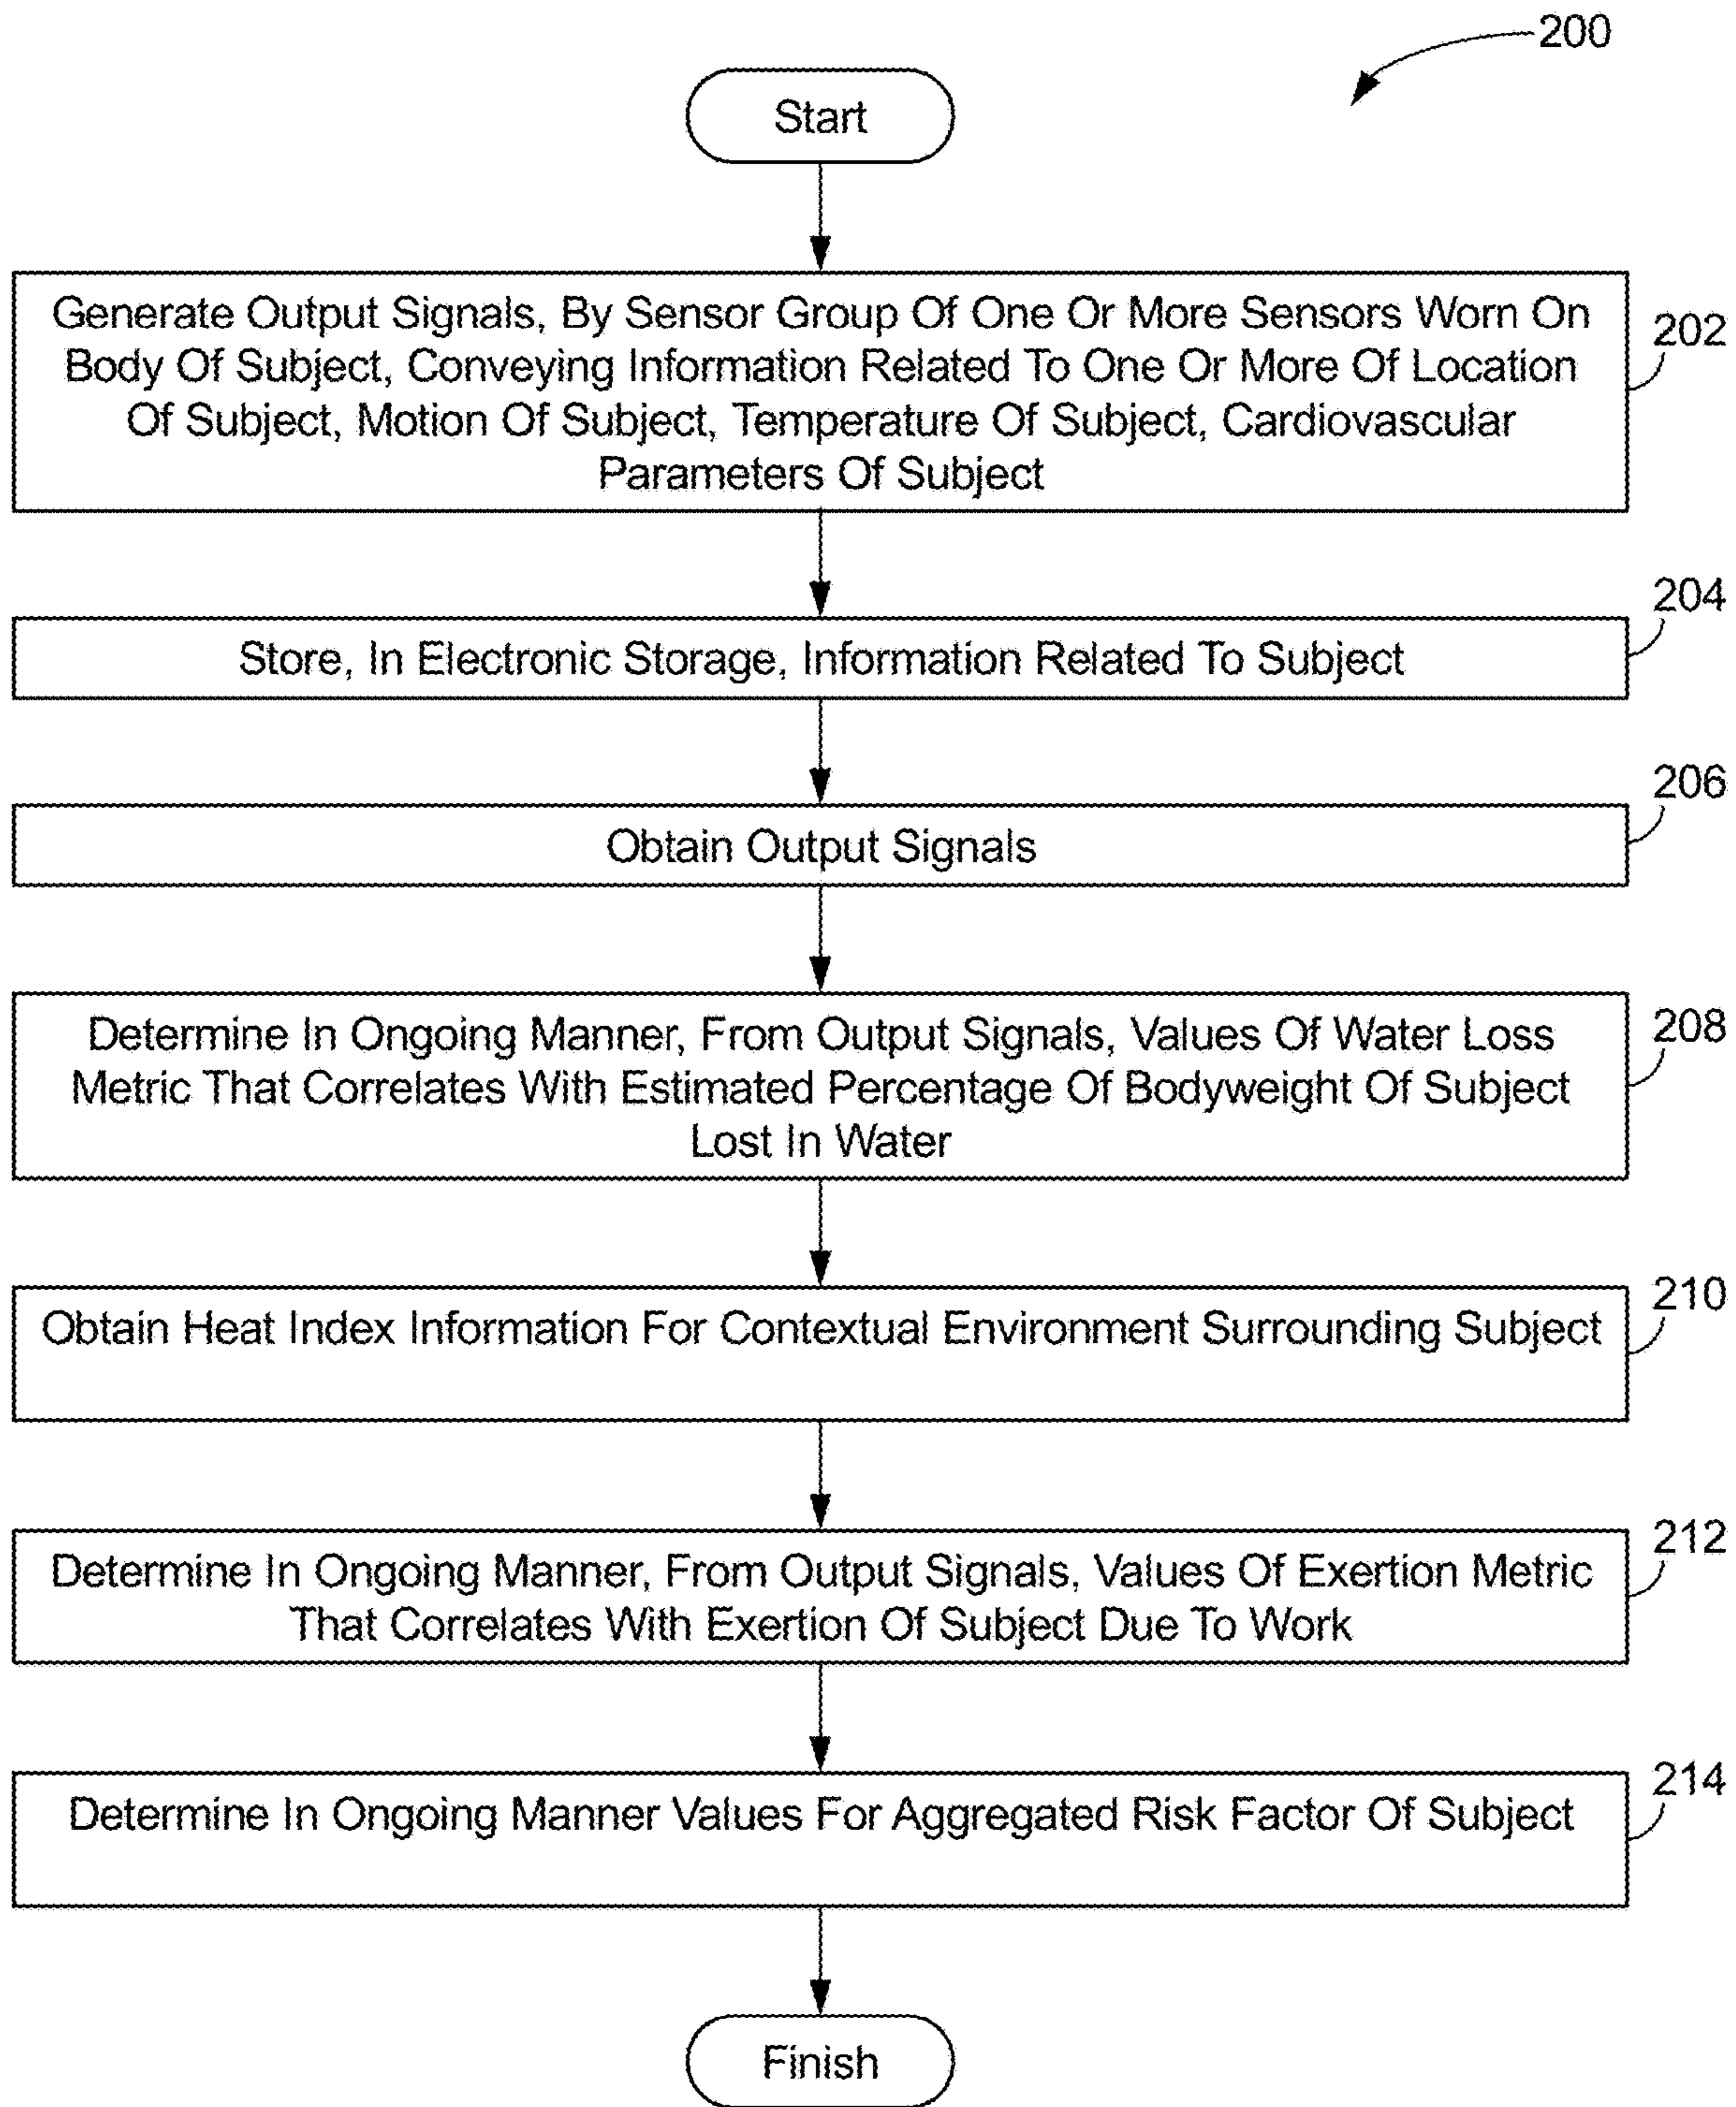 200
Start
Generate Output Signals, By Sensor Group Of One Or More Sensors Worn On
Body Of Subject, Conveying Information Related To One Or More Of Location
Of Subject, Motion Of Subject, Temperature Of Subject, Cardiovascular
Parameters Of Subject
202
204
Store, In Electronic Storage, Information Related To Subject
206
Obtain Output Signals
Determine In Ongoing Manner, From Output Signals, Values Of Water Loss
Metric That Correlates With Estimated Percentage Of Bodyweight Of Subject
Lost In Water
208
210
Obtain Heat Index Information For Contextual Environment Surrounding Subject
212
Determine In Ongoing Manner, From Output Signals, Values Of Exertion Metric
That Correlates With Exertion Of Subject Due To Work
214
Determine In Ongoing Manner Values For Aggregated Risk Factor Of Subject
Finish